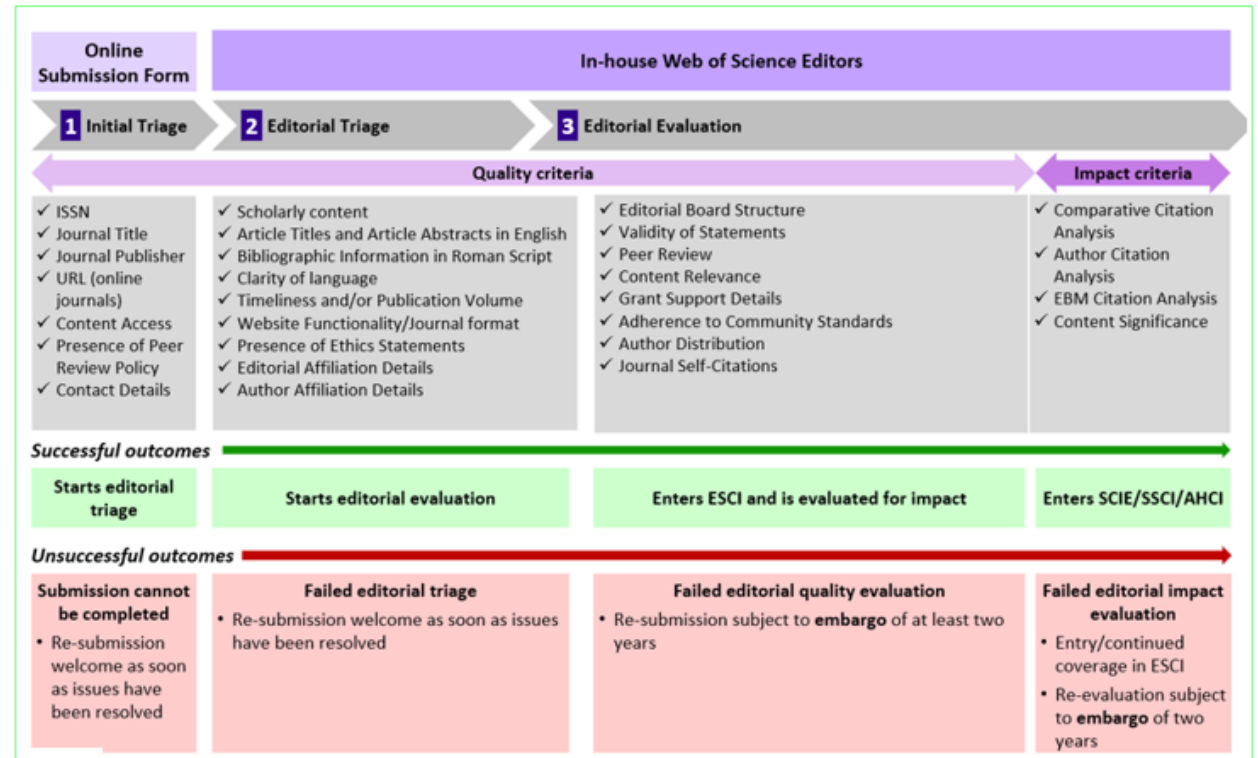 Online
Submission Form
In-house Web of Science Editors
1 Initial Triage
2 Editorial Triage
3 Editorial Evaluation
Quality criteria
Impact criteria
✓ ISSN
✓ Journal Title
✓ Journal Publisher
✓ URL (online
journals)
✓ Content Access
✓ Presence of Peer
Review Policy
✓ Contact Details
✓ Scholarly content
✓ Article Titles and Article Abstracts in English
✓ Bibliographic Information in Roman Script
✓ Clarity of language
✓ Timeliness and/or Publication Volume
✓ Website Functionality/Journal format
✓ Presence of Ethics Statements
✓ Editorial Affiliation Details
✓ Author Affiliation Details
✓ Editorial Board Structure
✓ Validity of Statements
✓ Peer Review
✓ Content Relevance
✓ Grant Support Details
✓ Adherence to Community Standards
✓ Author Distribution
✓ Journal Self-Citations
✓ Comparative Citation
Analysis
✓ Author Citation
Analysis
✓ EBM Citation Analysis
✓ Content Significance
Successful outcomes
Starts editorial
triage
Starts editorial evaluation
Enters ESCI and is evaluated for impact
Enters SCIE/SSCI/AHCI
Unsuccessful outcomes
Submission cannot
be completed
• Re-submission
welcome as soon
as issues have
been resolved
Failed editorial triage
• Re-submission welcome as soon as issues
have been resolved
Failed editorial quality evaluation
• Re-submission subject to embargo of at least two
years
Failed editorial impact
evaluation
• Entry/continued
coverage in ESCI
• Re-evaluation subject
to embargo of two
years